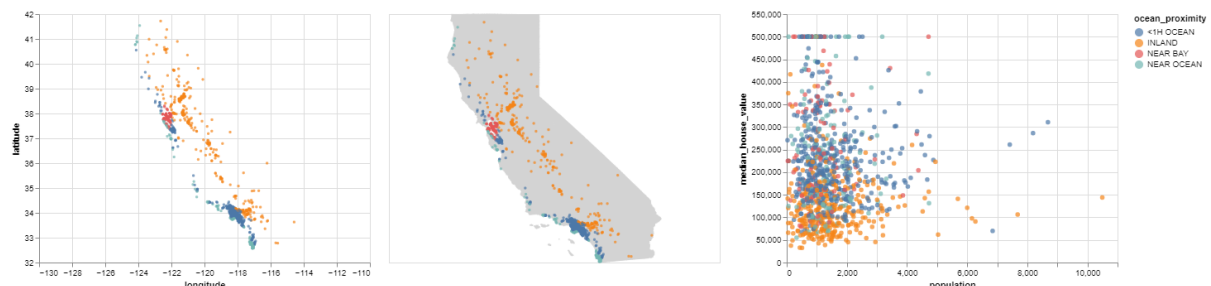 42
41
40
39
38
37
36
35
34
33
32
latitude
−130 −128 −126 −124 −122 −120 −118 −116 −114 −112 −110
longitude
550,000
500,000
450,000
400,000
350,000
300,000
250,000
200,000
150,000
100,000
50,000
0
median_house_value
0 2,000 4,000 6,000 8,000 10,000
population
ocean_proximity
<1H OCEAN
INLAND
NEAR BAY
NEAR OCEAN